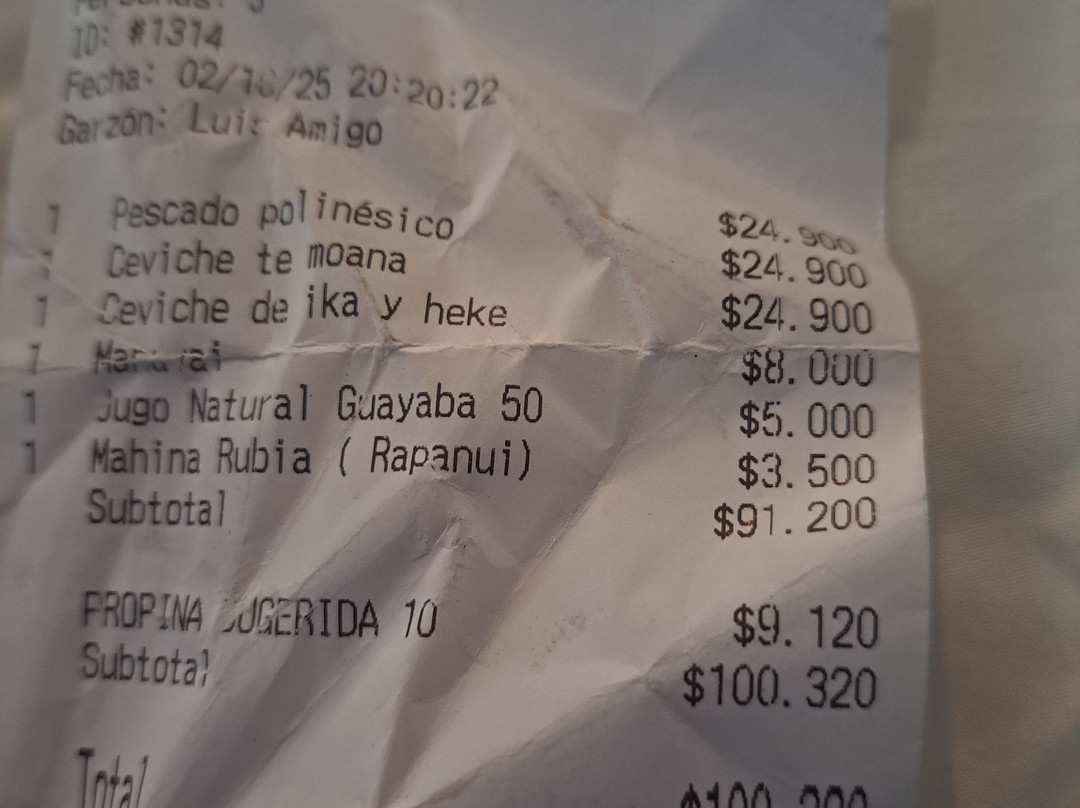 ID: #1314
Fecha: 02/16/25 20:20:22
Garzón: Luis Amigo
1 Pescado polinésico $24.900
1 Ceviche te moana $24.900
1 Ceviche de ika y heke $24.900
1 $8.000
1 Jugo Natural Guayaba 50 $5.000
1 Mahina Rubia ( Rapanui) $3.500
Subtotal $91.200
PROPINA SUGERIDA 10 $9.120
Subtotal $100.320
Total